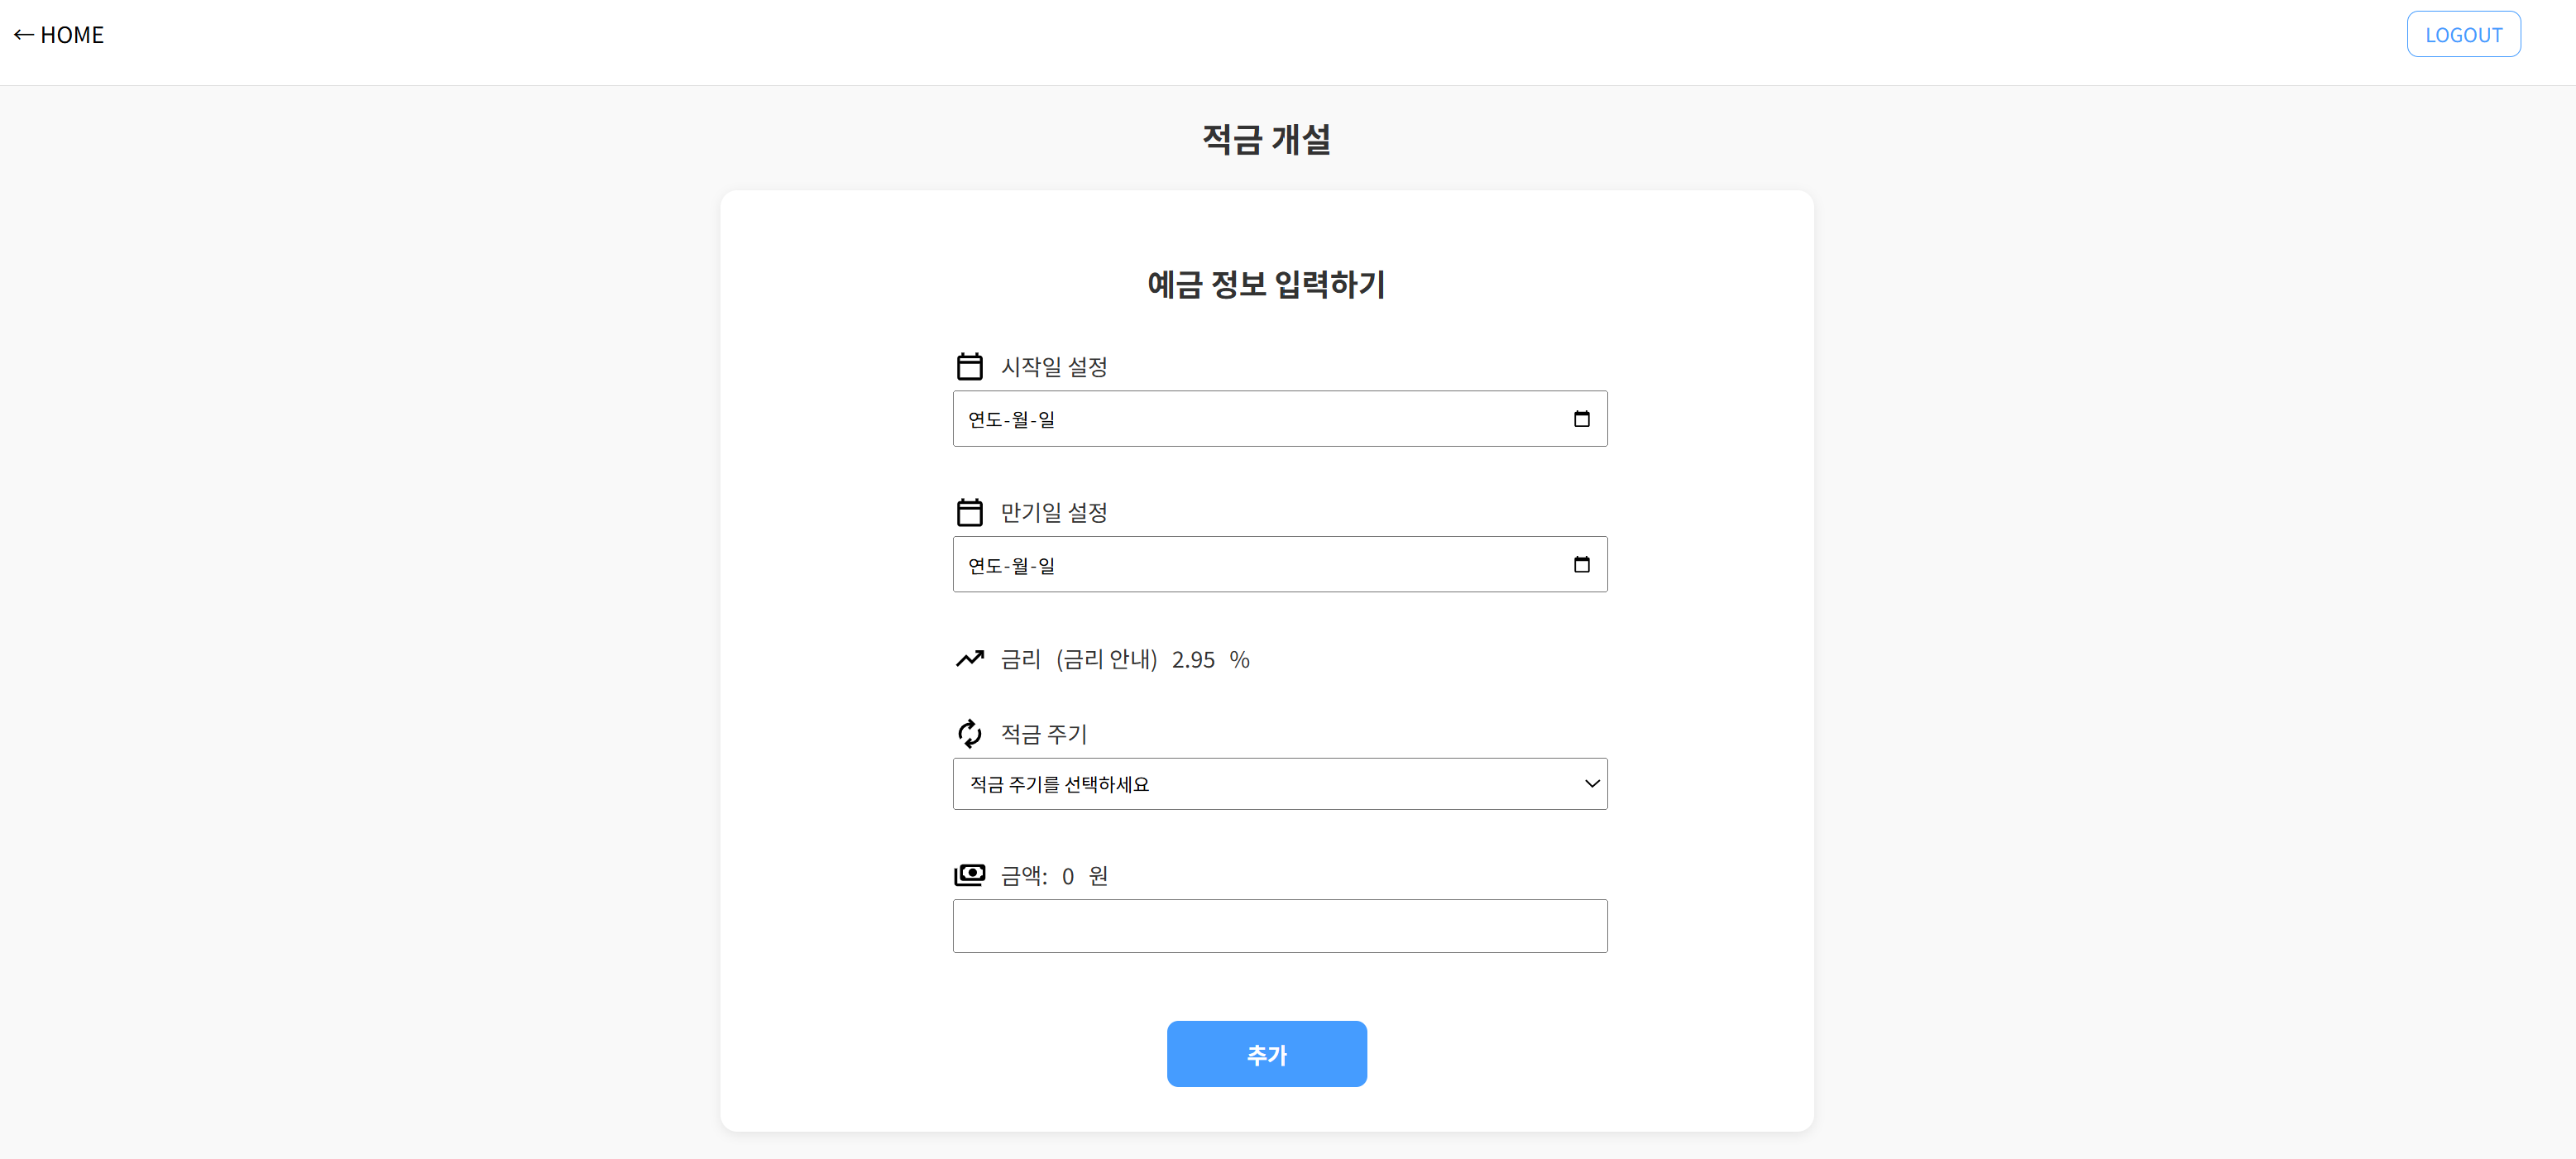 ← HOME
LOGOUT
적금 개설
예금 정보 입력하기
시작일 설정
연도-월-일
만기일 설정
연도-월-일
금리 (금리 안내) 2.95 %
적금 주기
적금 주기를 선택하세요
금액: 0 원
추가